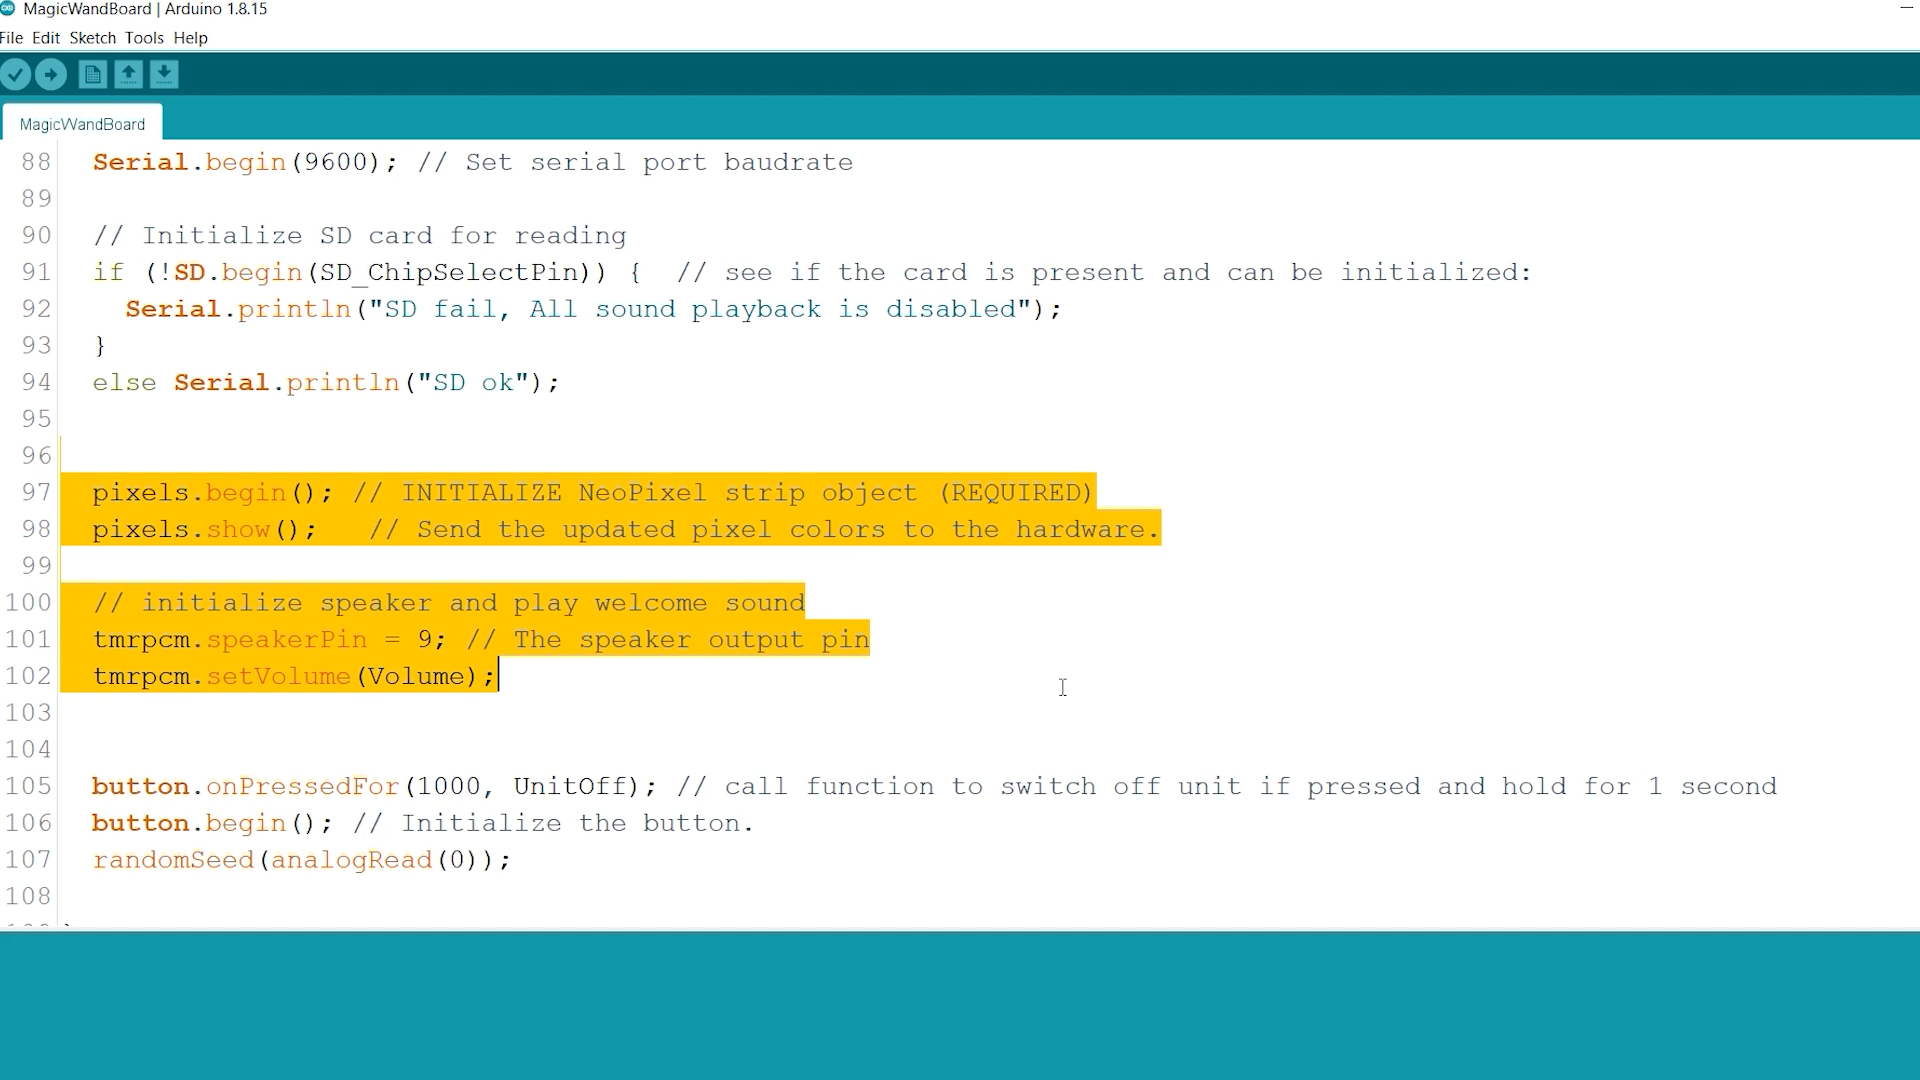 MagicWandBoard | Arduino 1.8.15
File Edit Sketch Tools Help
MagicWandBoard
88 Serial.begin(9600); // Set serial port baudrate
89
90 // Initialize SD card for reading
91 if (!SD.begin(SD_ChipSelectPin)) { // see if the card is present and can be initialized:
92 Serial.println("SD fail, All sound playback is disabled");
93 }
94 else Serial.println("SD ok");
95
96
97 pixels.begin(); // INITIALIZE NeoPixel strip object (REQUIRED)
98 pixels.show(); // Send the updated pixel colors to the hardware.
99
100 // initialize speaker and play welcome sound
101 tmrpcm.speakerPin = 9; // The speaker output pin
102 tmrpcm.setVolume(Volume);
103
104
105 button.onPressedFor(1000, UnitOff); // call function to switch off unit if pressed and hold for 1 second
106 button.begin(); // Initialize the button.
107 randomSeed(analogRead(0));
108